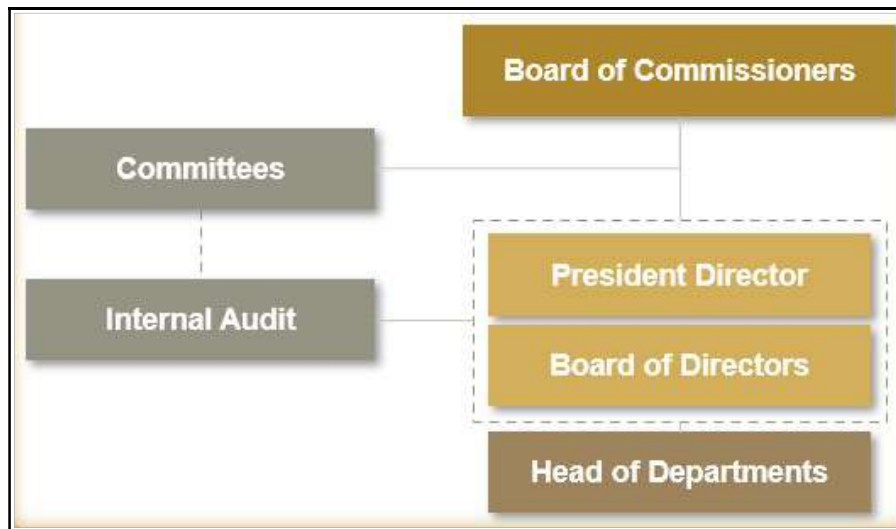 Board of Commissioners
Committees
President Director
Internal Audit
Board of Directors
Head of Departments